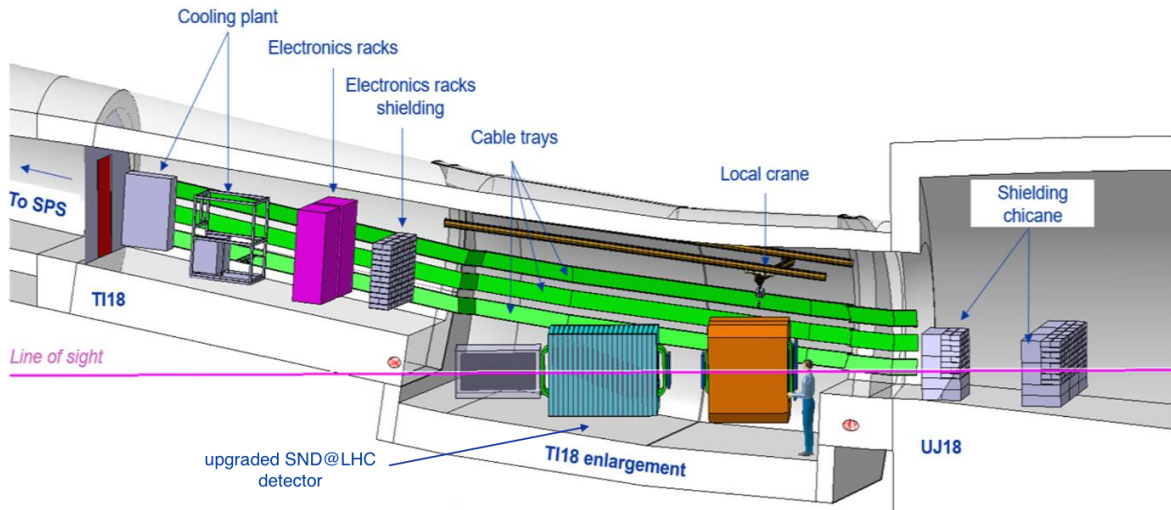 Cooling plant
Electronics racks
Electronics racks
shielding
Cable trays
Local crane
Shielding
chicane
To SPS
TI18
Line of sight
upgraded SND@LHC
detector
TI18 enlargement
UJ18